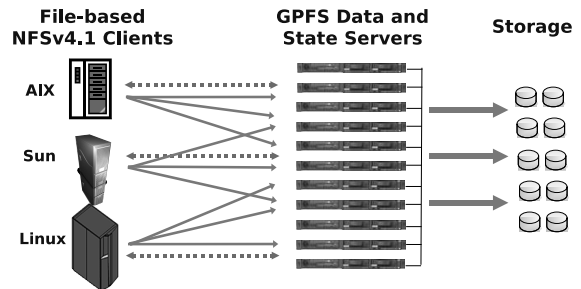 File-based
NFSv4.1 Clients
GPFS Data and
State Servers
Storage
AIX
Sun
Linux